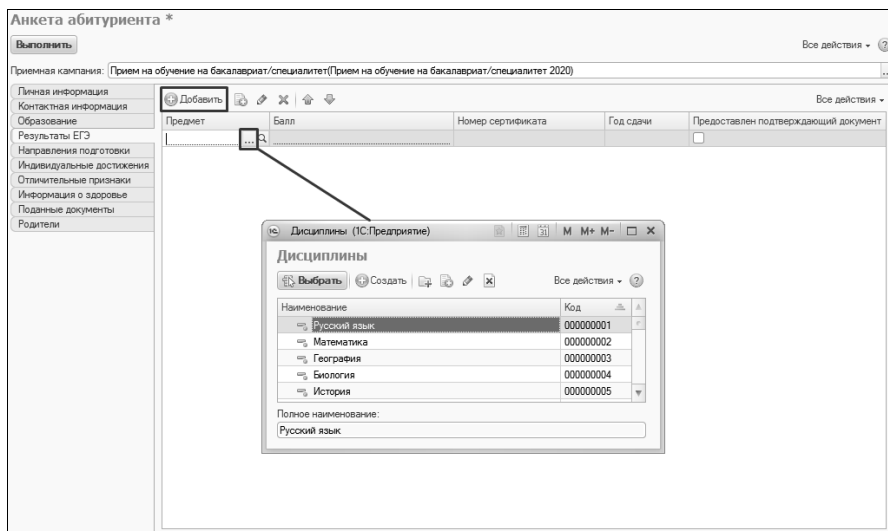 Анкета абитуриента *
Выполнить
Все действия
Приемная кампания: Прием на обучение на бакалавриат/специалитет(Прием на обучение на бакалавриат/специалитет 2020)
Личная информация
Контактная информация
Образование
Результаты ЕГЭ
Направления подготовки
Индивидуальные достижения
Отличительные признаки
Информация о здоровье
Поданные документы
Родители
Добавить
Все действия
Предмет Балл Номер сертификата Год сдачи Предоставлен подтверждающий документ
Дисциплины (1С:Предприятие) M M+ M-
Дисциплины
Выбрать Создать Все действия
Наименование Код
Русский язык 000000001
Математика 000000002
География 000000003
Биология 000000004
История 000000005
Полное наименование:
Русский язык